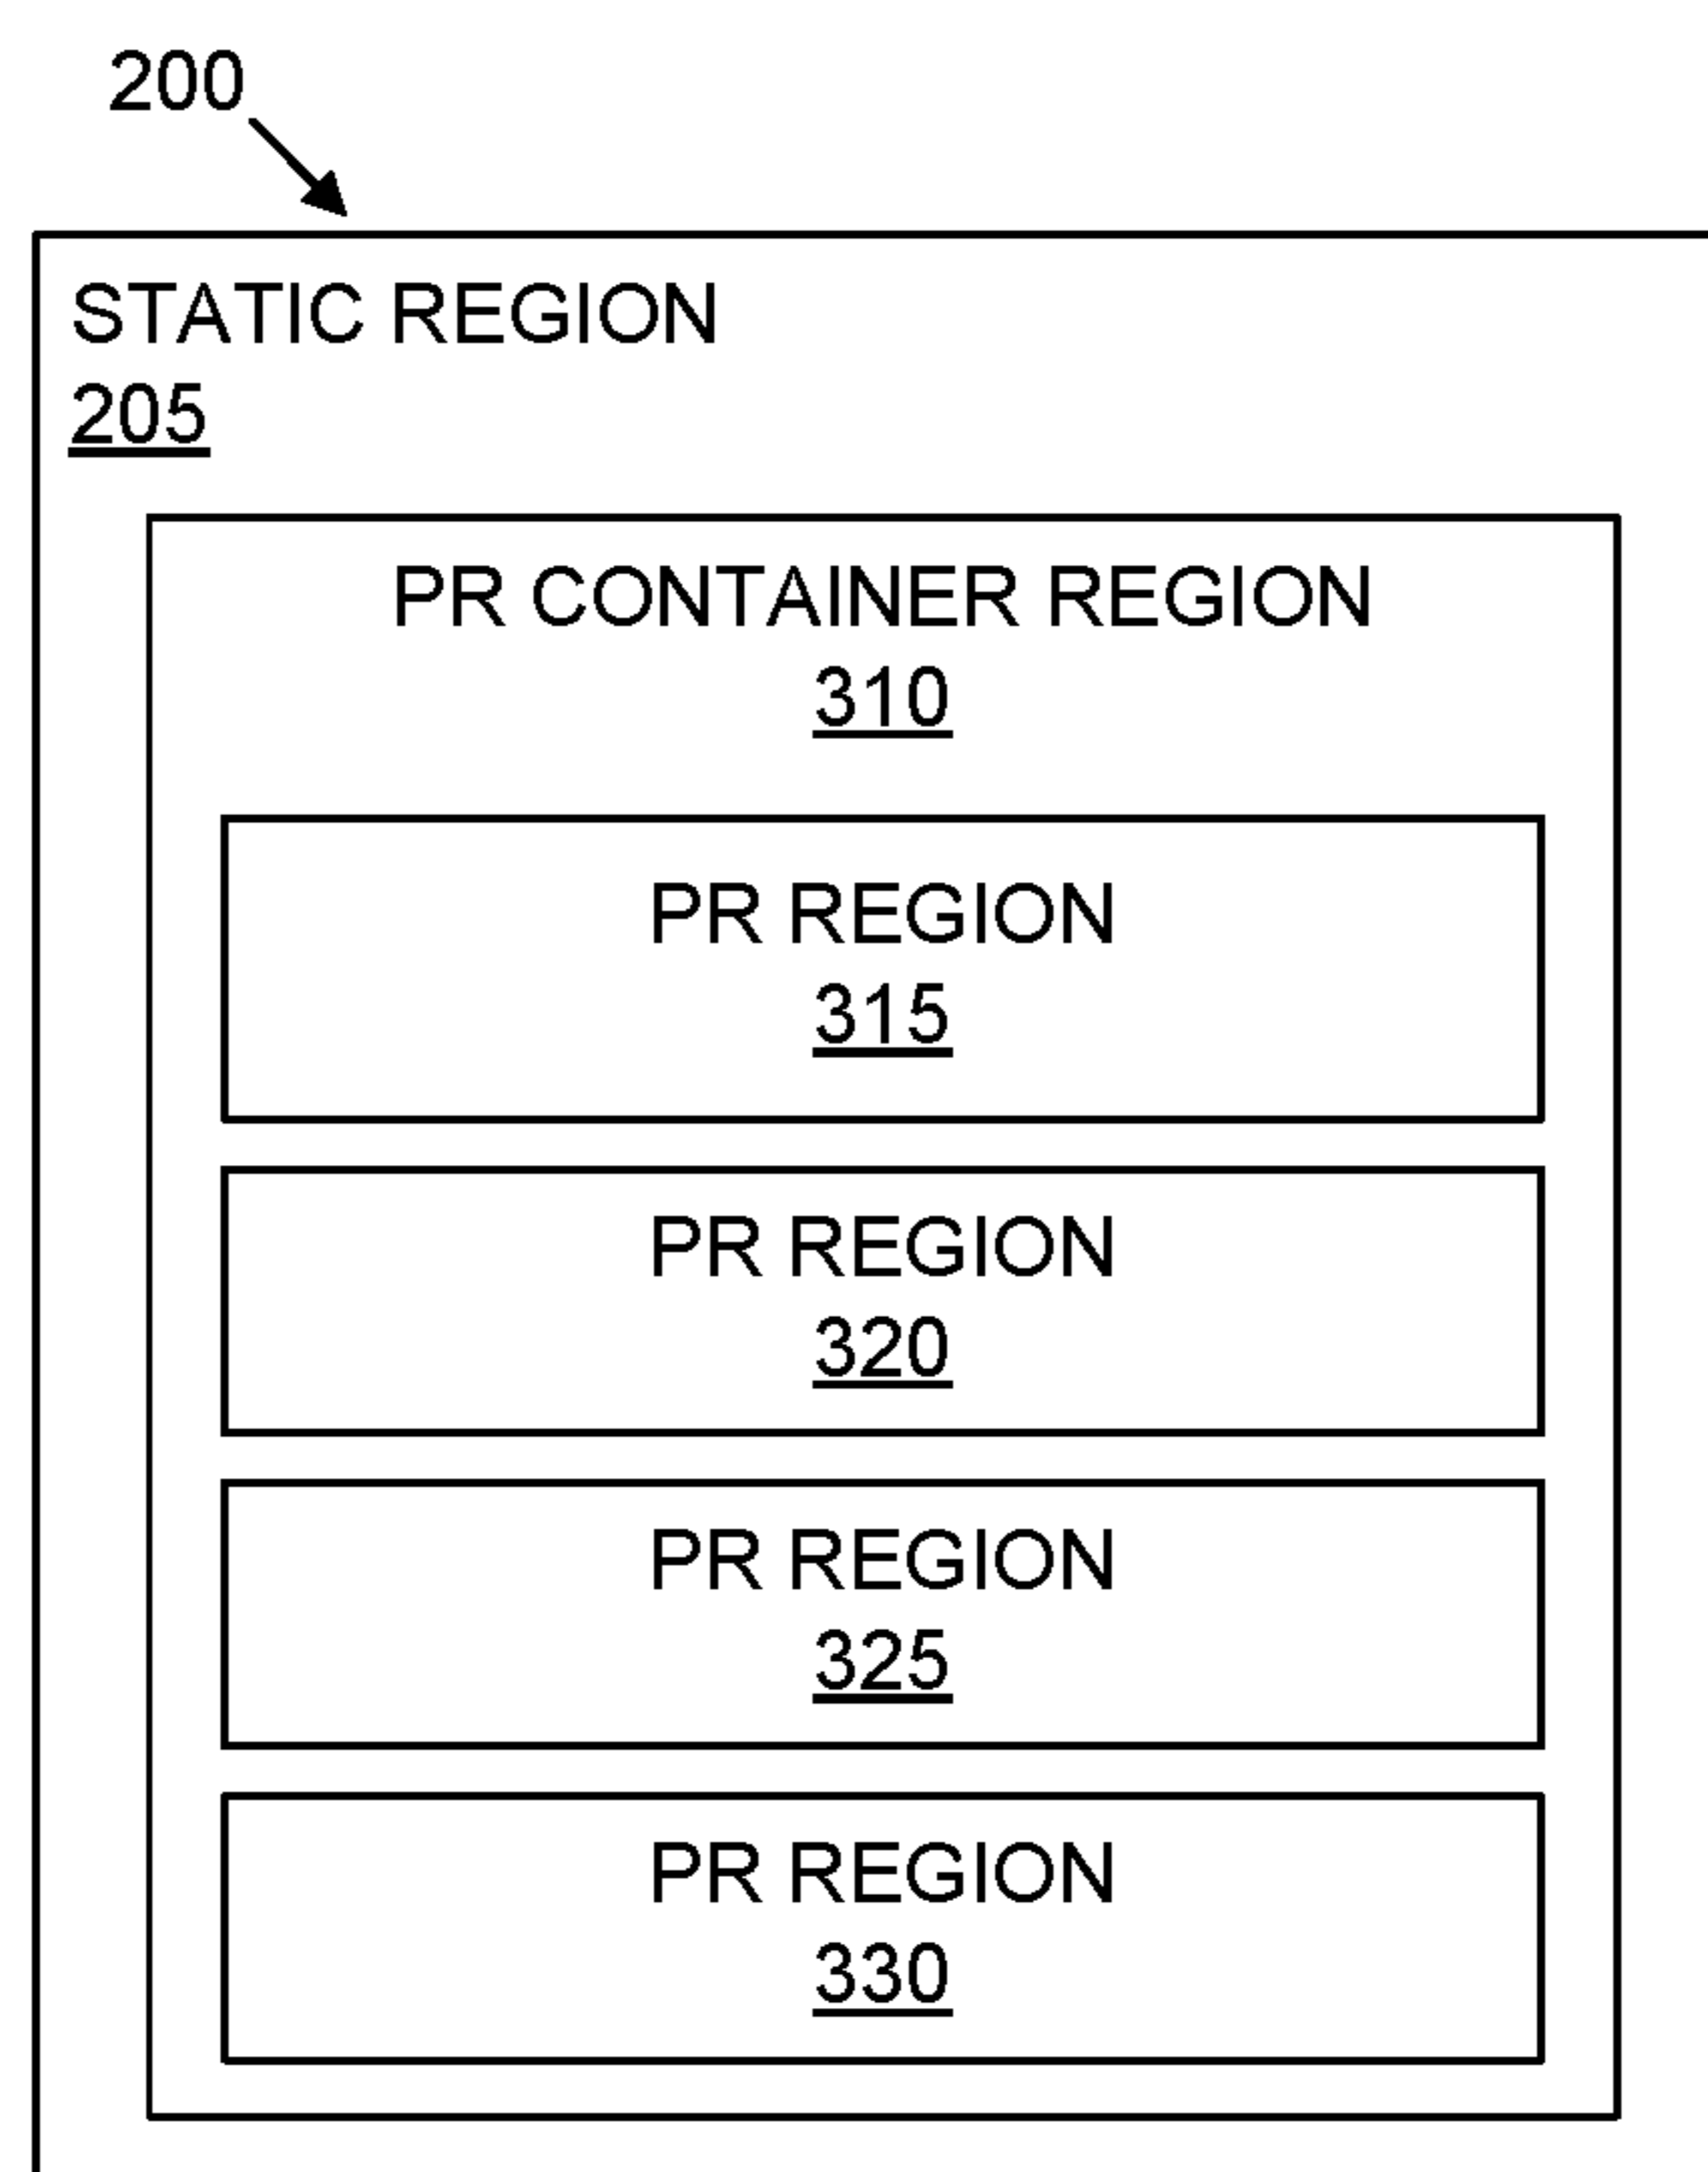 200
STATIC REGION
205
PR CONTAINER REGION
310
PR REGION
315
PR REGION
320
PR REGION
325
PR REGION
330